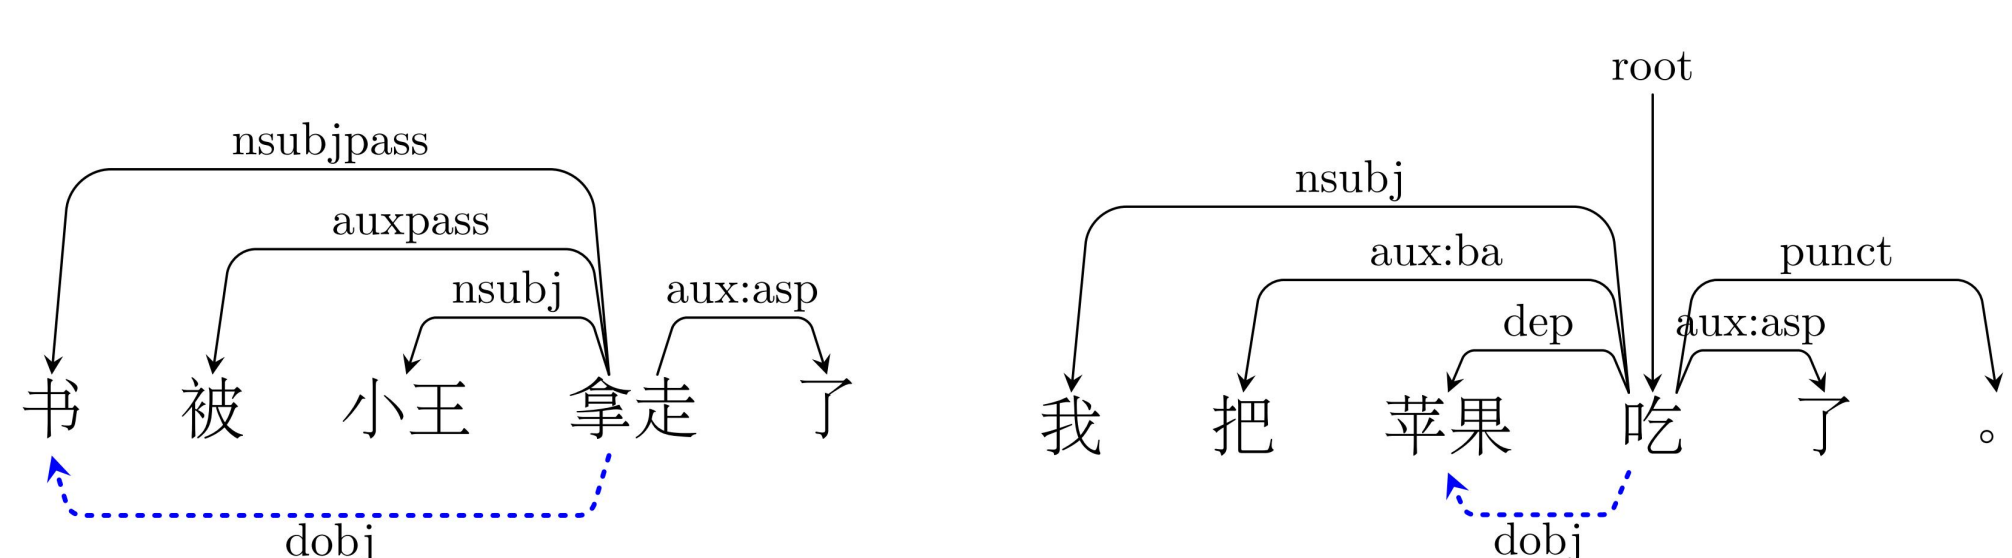 nsubjpass
auxpass
nsubj aux:asp
书 被 小王 拿走 了
dobj
root
nsubj
aux:ba punct
dep aux:asp
我 把 苹果 吃 了 。
dobj